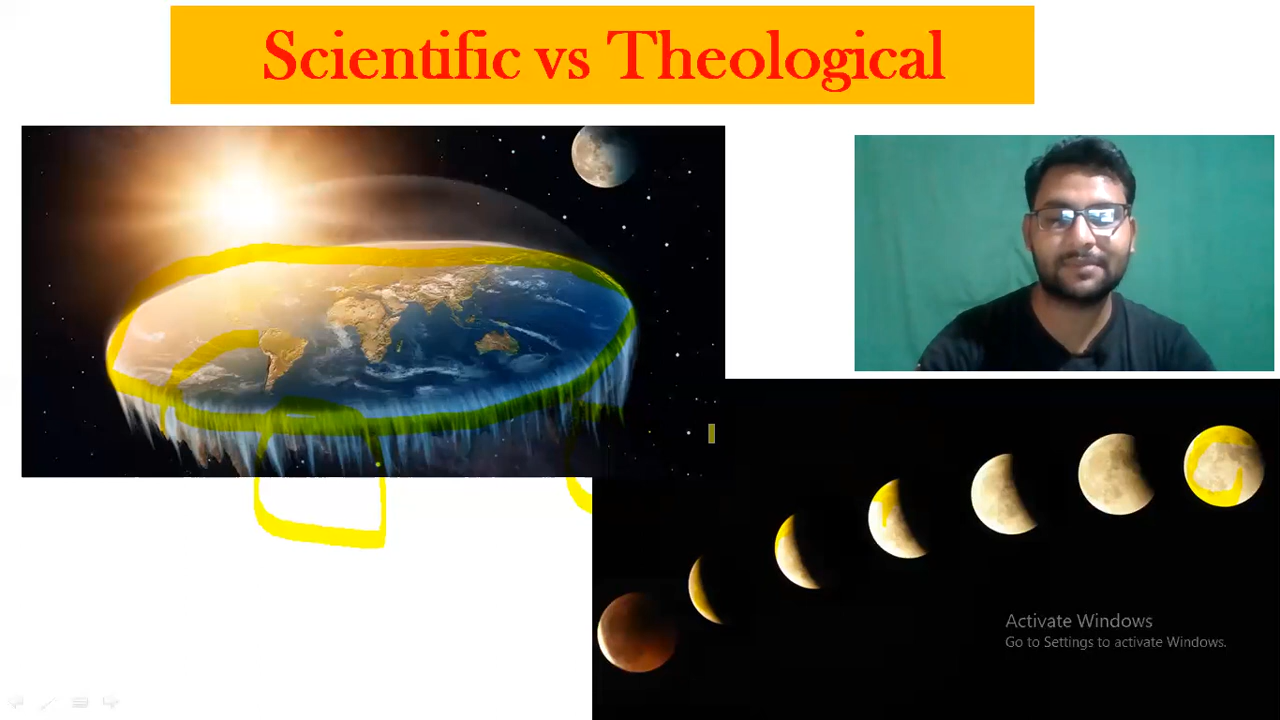 Scientific vs Theological
Activate Windows
Go to Settings to activate Windows.